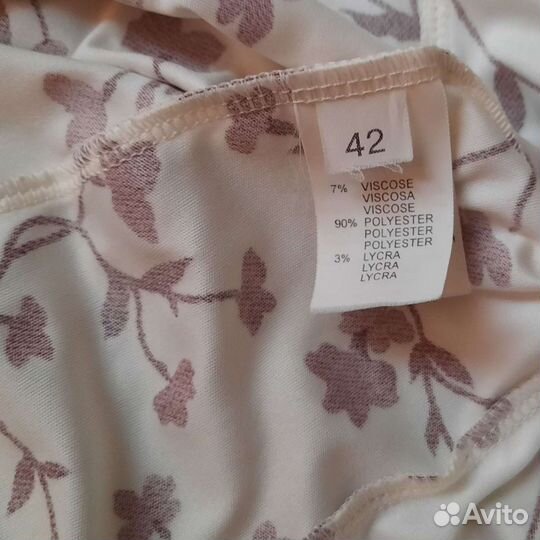 42
7% VISCOSE
VISCOSA
VISCOSE
90% POLYESTER
POLYESTER
POLYESTER
3% LYCRA
LYCRA
LYCRA
Avito